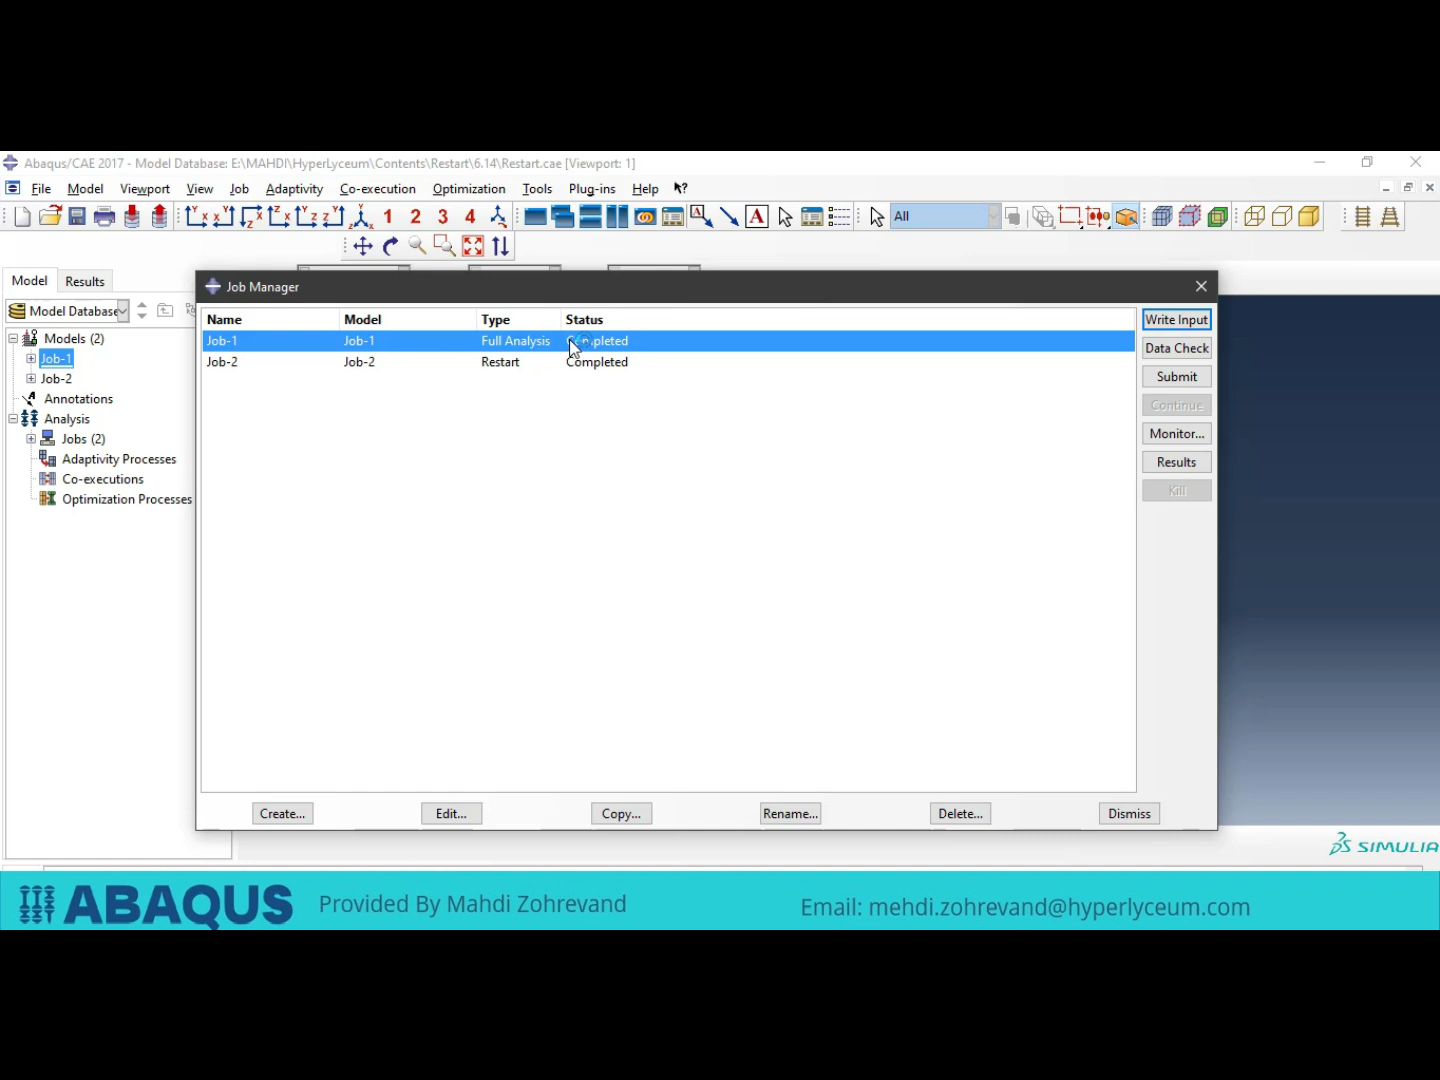 Abaqus/CAE 2017 - Model Database: E:\MAHDI\HyperLyceum\Contents\Restart\6.14\Restart.cae [Viewport: 1]
File Model Viewport View Job Adaptivity Co-execution Optimization Tools Plug-ins Help
1 2 3 4 A All
Model Results
Model Database
Models (2)
Job-1
Job-2
Annotations
Analysis
Jobs (2)
Adaptivity Processes
Co-executions
Optimization Processes
Job Manager
Name Model Type Status
Job-1 Job-1 Full Analysis Completed
Job-2 Job-2 Restart Completed
Write Input
Data Check
Submit
Continue
Monitor...
Results
Kill
Create... Edit... Copy... Rename... Delete... Dismiss
SIMULIA
ABAQUS Provided By Mahdi Zohrevand Email: mehdi.zohrevand@hyperlyceum.com